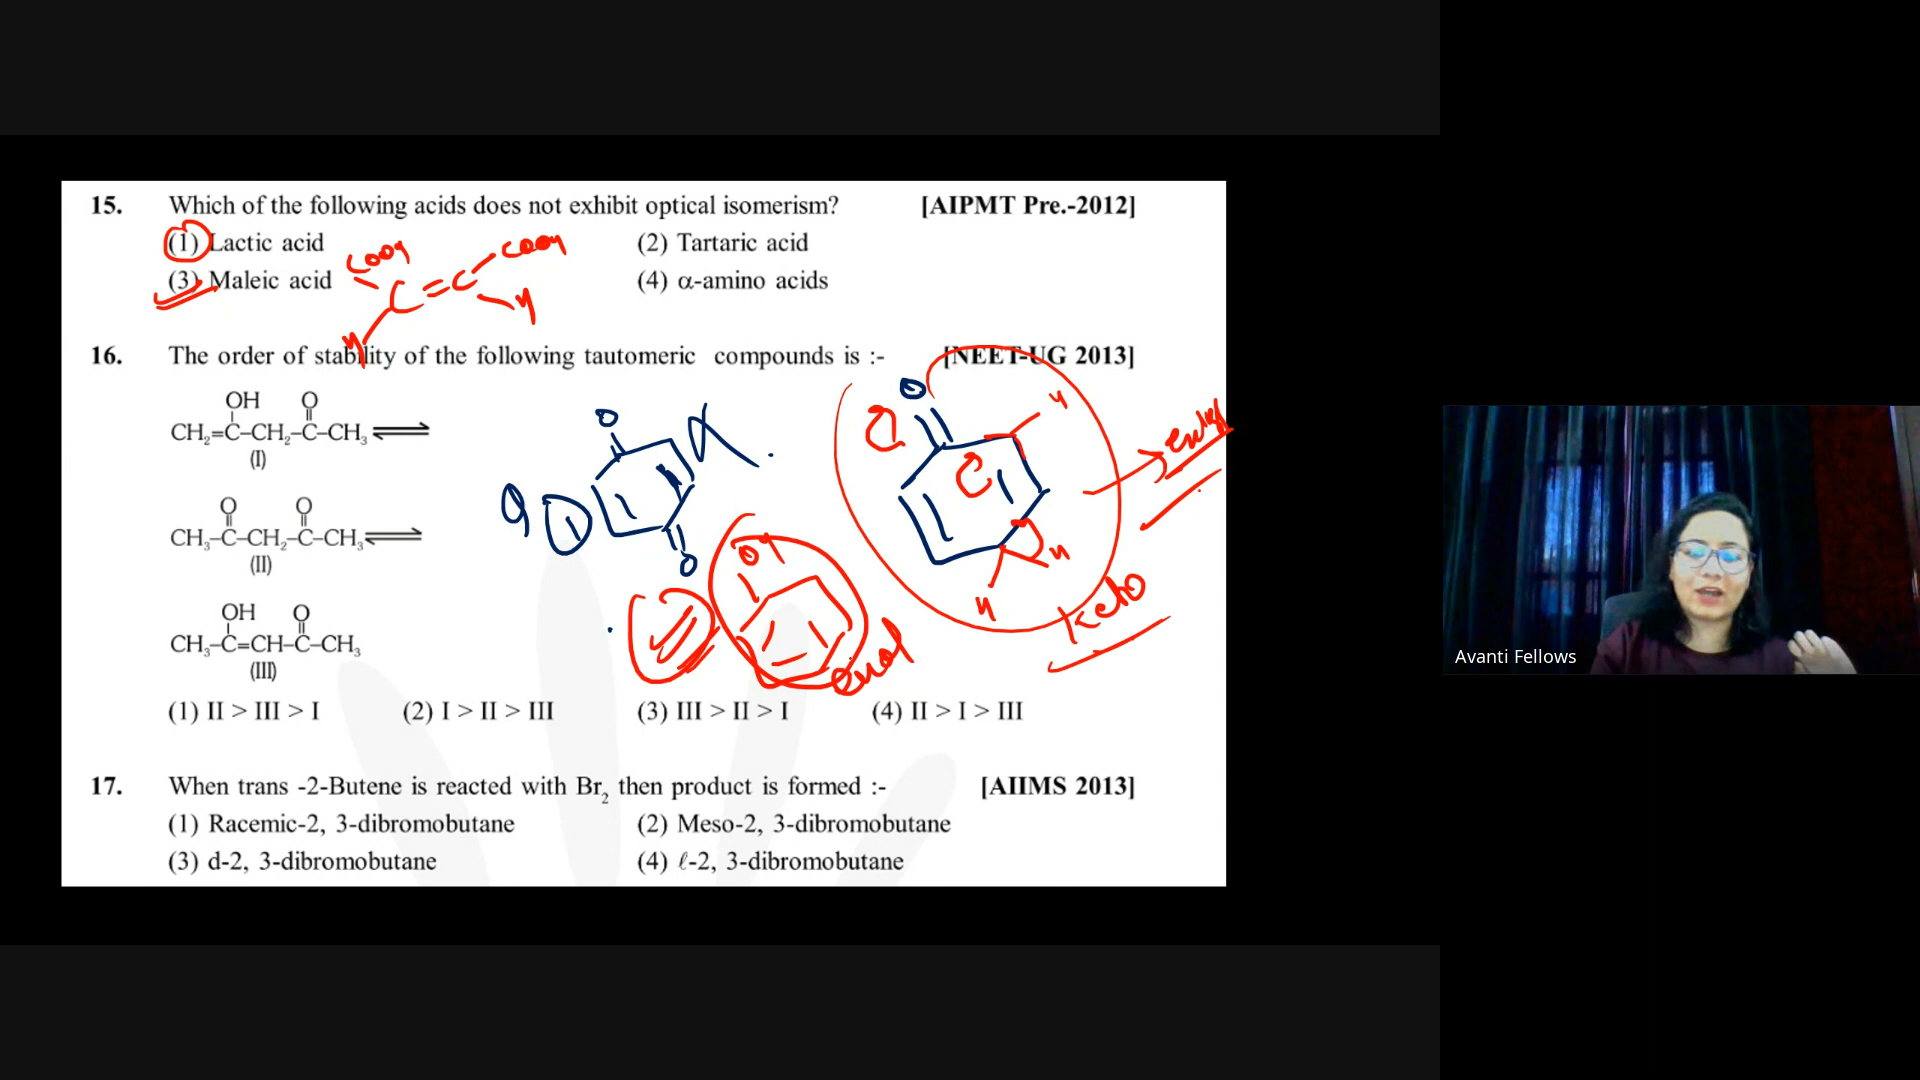 15. Which of the following acids does not exhibit optical isomerism? [AIPMT Pre.-2012]
(1) Lactic acid (2) Tartaric acid
(3) Maleic acid (4) α-amino acids
COOH COOH
C=C
H H
16. The order of stability of the following tautomeric compounds is :- [NEET-UG 2013]
OH O
CH₂=C–CH₂–C–CH₃ ⇌
(I)
O O
CH₃–C–CH₂–C–CH₃ ⇌
(II)
OH O
CH₃–C=CH–C–CH₃
(III)
O
O
O
H
H
H
OH
enol
keto
(1) II > III > I (2) I > II > III (3) III > II > I (4) II > I > III
17. When trans -2-Butene is reacted with Br₂ then product is formed :- [AIIMS 2013]
(1) Racemic-2, 3-dibromobutane (2) Meso-2, 3-dibromobutane
(3) d-2, 3-dibromobutane (4) ℓ-2, 3-dibromobutane
Avanti Fellows